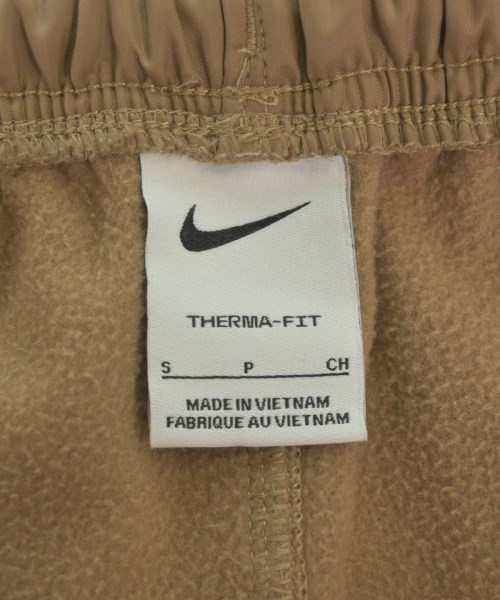 THERMA-FIT
S P CH
MADE IN VIETNAM
FABRIQUE AU VIETNAM